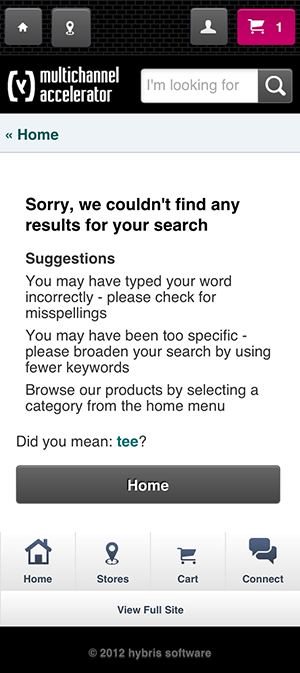 1
multichannel
accelerator
I'm looking for
« Home
Sorry, we couldn't find any
results for your search
Suggestions
You may have typed your word
incorrectly - please check for
misspellings
You may have been too specific -
please broaden your search by using
fewer keywords
Browse our products by selecting a
category from the home menu
Did you mean: tee?
Home
Home Stores Cart Connect
View Full Site
© 2012 hybris software